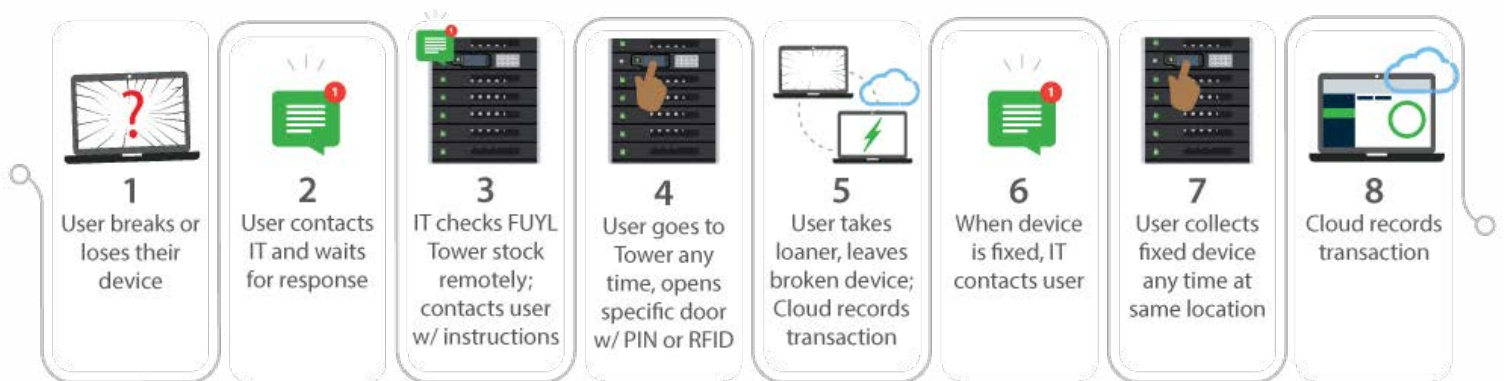 1
User breaks or
loses their
device
2
User contacts
IT and waits
for response
3
IT checks FUYL
Tower stock
remotely;
contacts user
w/ instructions
4
User goes to
Tower any
time, opens
specific door
w/ PIN or RFID
5
User takes
loaner, leaves
broken device;
Cloud records
transaction
6
When device
is fixed, IT
contacts user
7
User collects
fixed device
any time at
same location
8
Cloud records
transaction
?
1
1
1